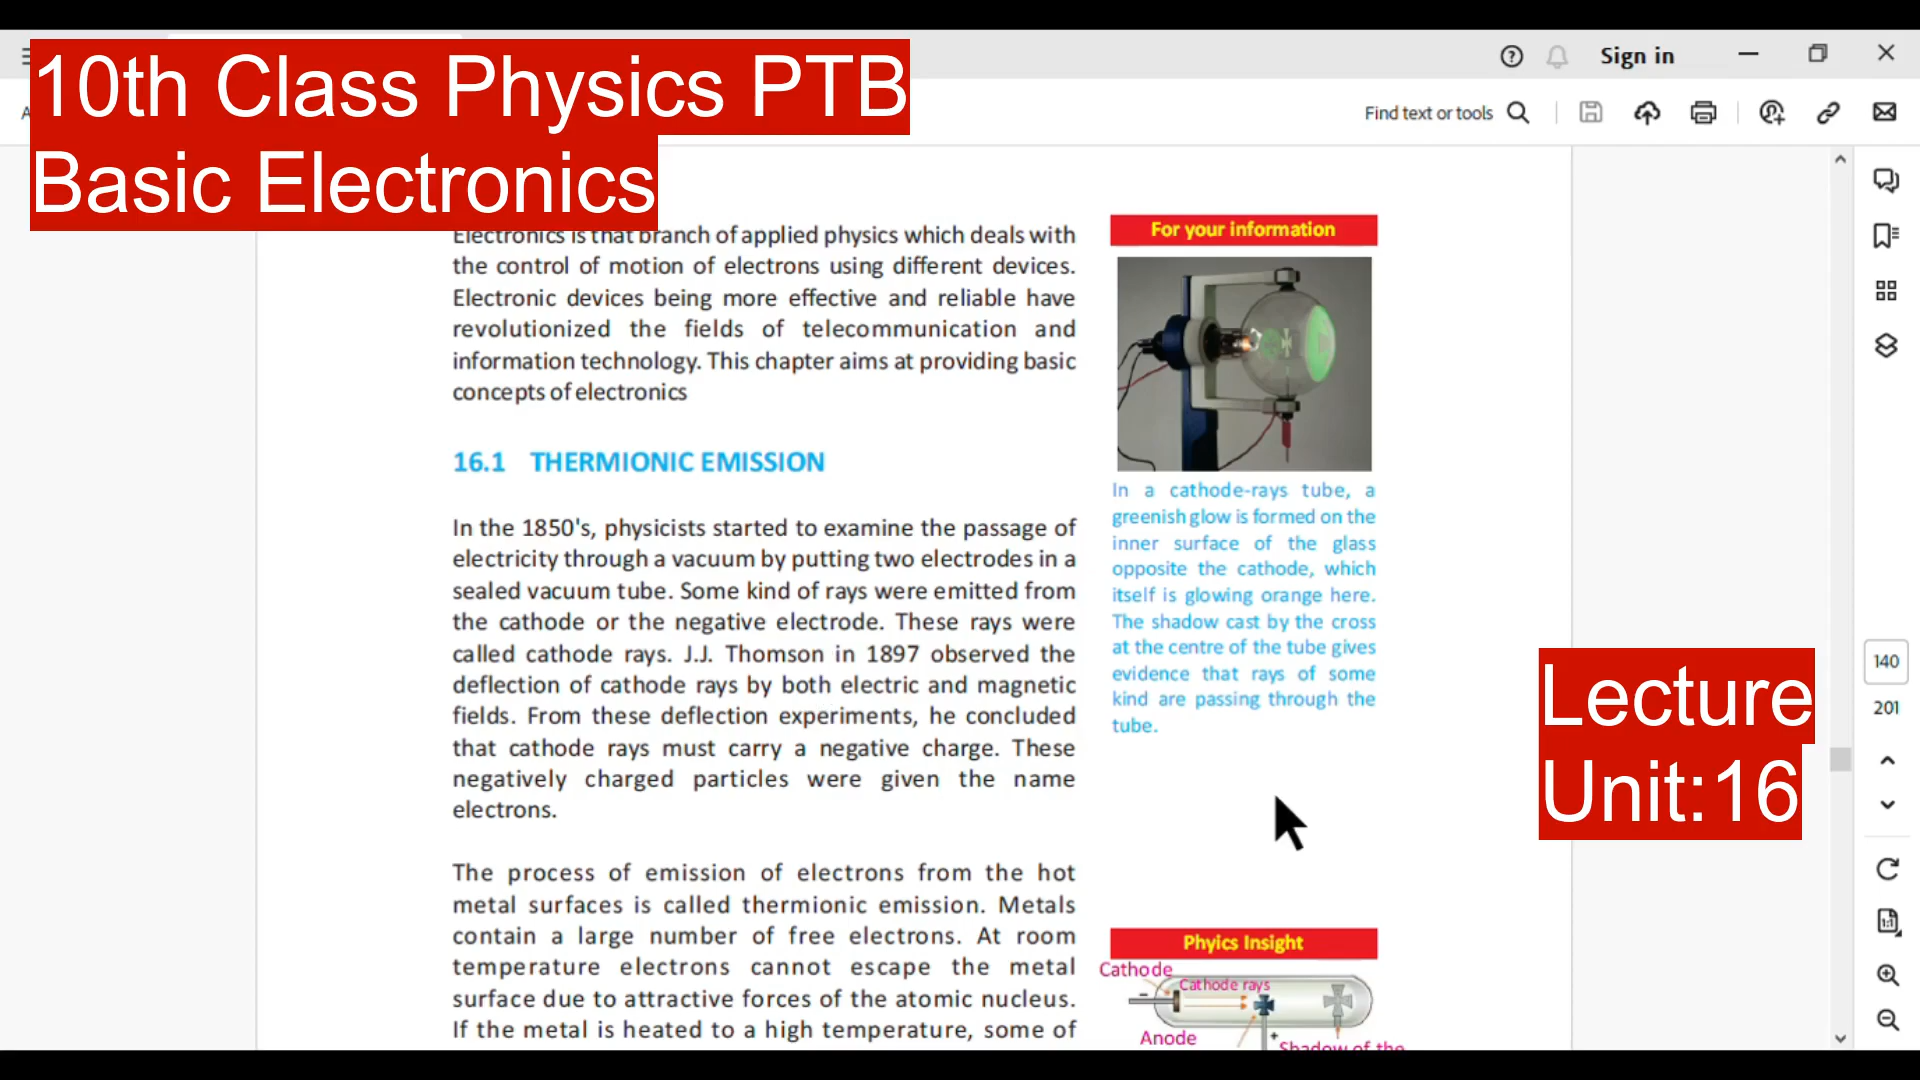 10th Class Physics PTB
Basic Electronics
Sign in
Find text or tools
Electronics is that branch of applied physics which deals with
the control of motion of electrons using different devices.
Electronic devices being more effective and reliable have
revolutionized the fields of telecommunication and
information technology. This chapter aims at providing basic
concepts of electronics
16.1 THERMIONIC EMISSION
In the 1850's, physicists started to examine the passage of
electricity through a vacuum by putting two electrodes in a
sealed vacuum tube. Some kind of rays were emitted from
the cathode or the negative electrode. These rays were
called cathode rays. J.J. Thomson in 1897 observed the
deflection of cathode rays by both electric and magnetic
fields. From these deflection experiments, he concluded
that cathode rays must carry a negative charge. These
negatively charged particles were given the name
electrons.
The process of emission of electrons from the hot
metal surfaces is called thermionic emission. Metals
contain a large number of free electrons. At room
temperature electrons cannot escape the metal
surface due to attractive forces of the atomic nucleus.
If the metal is heated to a high temperature, some of
For your information
In a cathode-rays tube, a
greenish glow is formed on the
inner surface of the glass
opposite the cathode, which
itself is glowing orange here.
The shadow cast by the cross
at the centre of the tube gives
evidence that rays of some
kind are passing through the
tube.
Phyics Insight
Cathode
Cathode rays
-
+
Anode
Shadow of the
Lecture
Unit:16
140
201
1:1